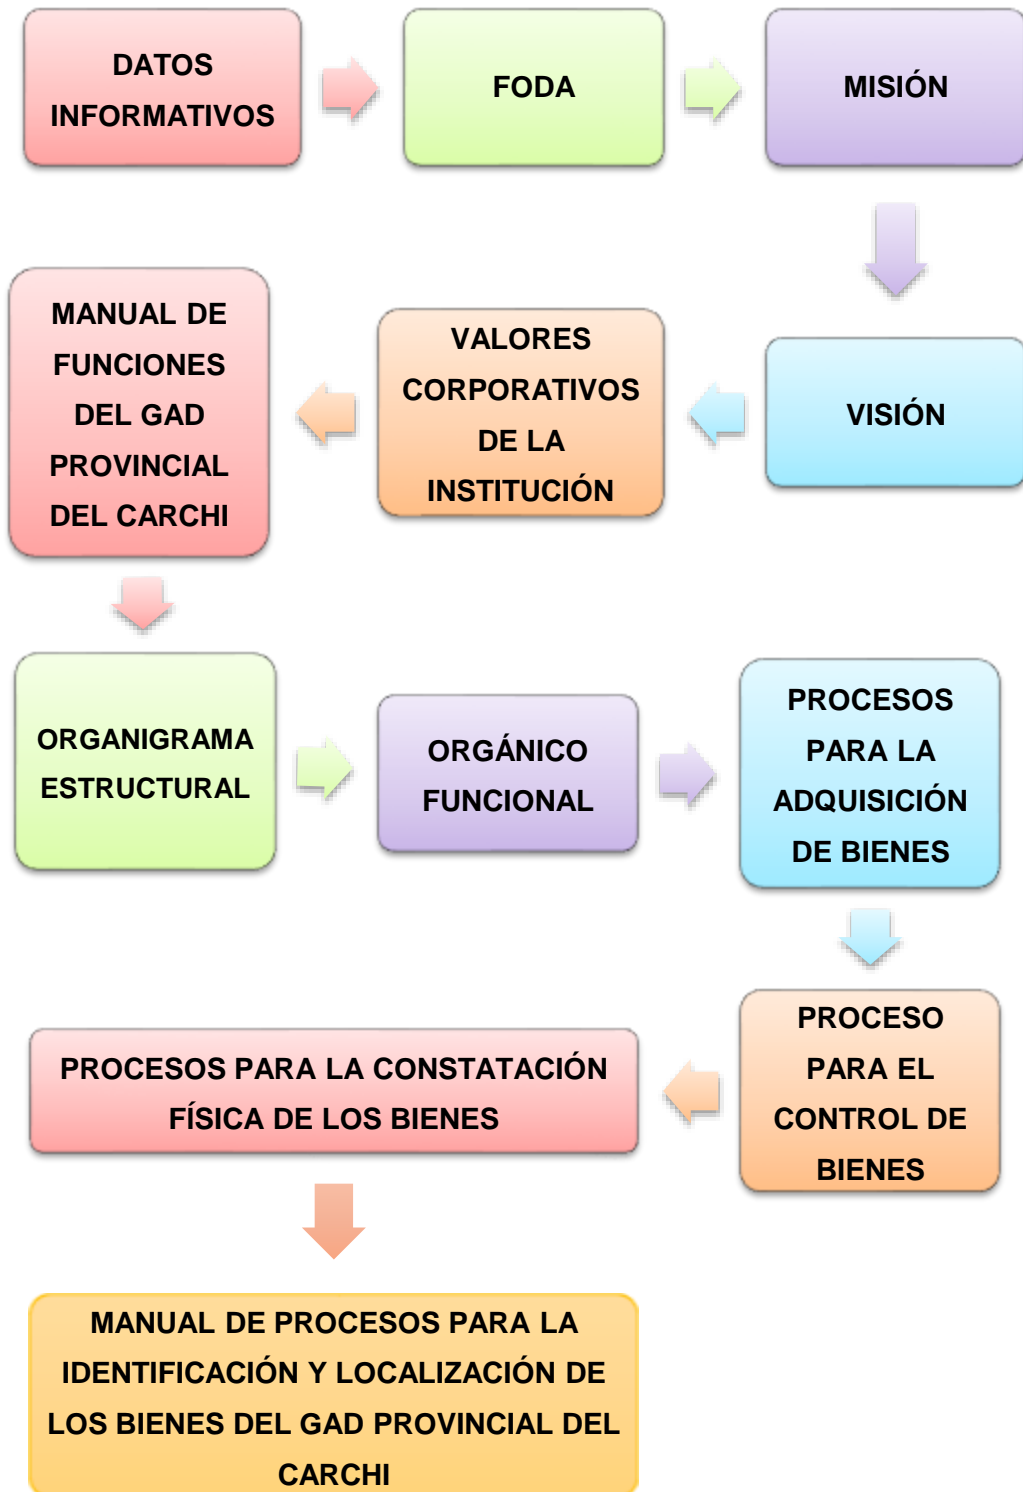 DATOS
INFORMATIVOS
FODA
MISIÓN
VISIÓN
VALORES
CORPORATIVOS
DE LA
INSTITUCIÓN
MANUAL DE
FUNCIONES
DEL GAD
PROVINCIAL
DEL CARCHI
ORGANIGRAMA
ESTRUCTURAL
ORGÁNICO
FUNCIONAL
PROCESOS
PARA LA
ADQUISICIÓN
DE BIENES
PROCESO
PARA EL
CONTROL DE
BIENES
PROCESOS PARA LA CONSTATACIÓN
FÍSICA DE LOS BIENES
MANUAL DE PROCESOS PARA LA
IDENTIFICACIÓN Y LOCALIZACIÓN DE
LOS BIENES DEL GAD PROVINCIAL DEL
CARCHI